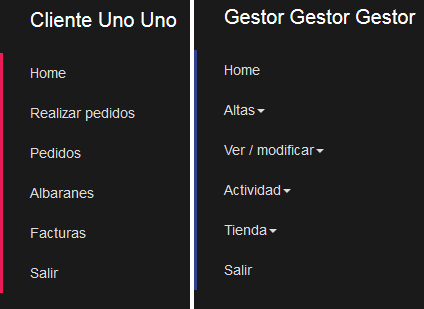 Cliente Uno Uno
Home
Realizar pedidos
Pedidos
Albaranes
Facturas
Salir
Gestor Gestor Gestor
Home
Altas
Ver / modificar
Actividad
Tienda
Salir